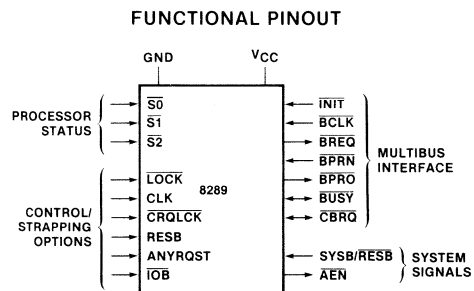 FUNCTIONAL PINOUT
GND
VCC
PROCESSOR
STATUS
S0
S1
S2
CONTROL/
STRAPPING
OPTIONS
LOCK
CLK
CRQLCK
RESB
ANYRQST
IOB
8289
INIT
BCLK
BREQ
BPRN
BPRO
BUSY
CBRQ
MULTIBUS
INTERFACE
SYSB/RESB
AEN
SYSTEM
SIGNALS